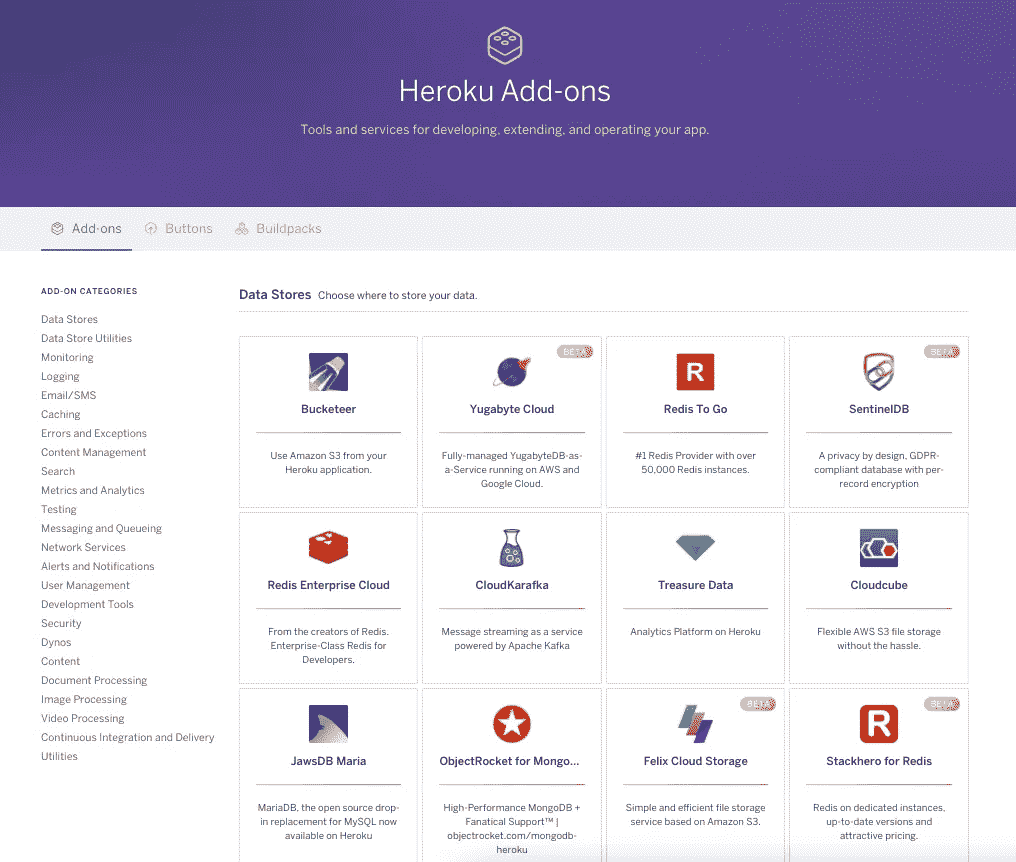 Heroku Add-ons
Tools and services for developing, extending, and operating your app.
Add-ons
Buttons
Buildpacks
ADD-ON CATEGORIES
Data Stores
Data Store Utilities
Monitoring
Logging
Email/SMS
Caching
Errors and Exceptions
Content Management
Search
Metrics and Analytics
Testing
Messaging and Queueing
Network Services
Alerts and Notifications
User Management
Development Tools
Security
Dynos
Content
Document Processing
Image Processing
Video Processing
Continuous Integration and Delivery
Utilities
Data Stores Choose where to store your data.
Bucketeer
Use Amazon S3 from your
Heroku application.
BETA
Yugabyte Cloud
Fully-managed YugabyteDB-as-
a-Service running on AWS and
Google Cloud.
R
Redis To Go
#1 Redis Provider with over
50,000 Redis instances.
BETA
SentinelDB
A privacy by design, GDPR-
compliant database with per-
record encryption
Redis Enterprise Cloud
From the creators of Redis.
Enterprise-Class Redis for
Developers.
CloudKarafka
Message streaming as a service
powered by Apache Kafka
Treasure Data
Analytics Platform on Heroku
Cloudcube
Flexible AWS S3 file storage
without the hassle.
JawsDB Maria
MariaDB, the open source drop-
in replacement for MySQL now
available on Heroku
ObjectRocket for Mongo...
High-Performance MongoDB +
Fanatical Support™ |
objectrocket.com/mongodb-
heroku
BETA
Felix Cloud Storage
Simple and efficient file storage
service based on Amazon S3.
BETA
R
Stackhero for Redis
Redis on dedicated instances,
up-to-date versions and
attractive pricing.